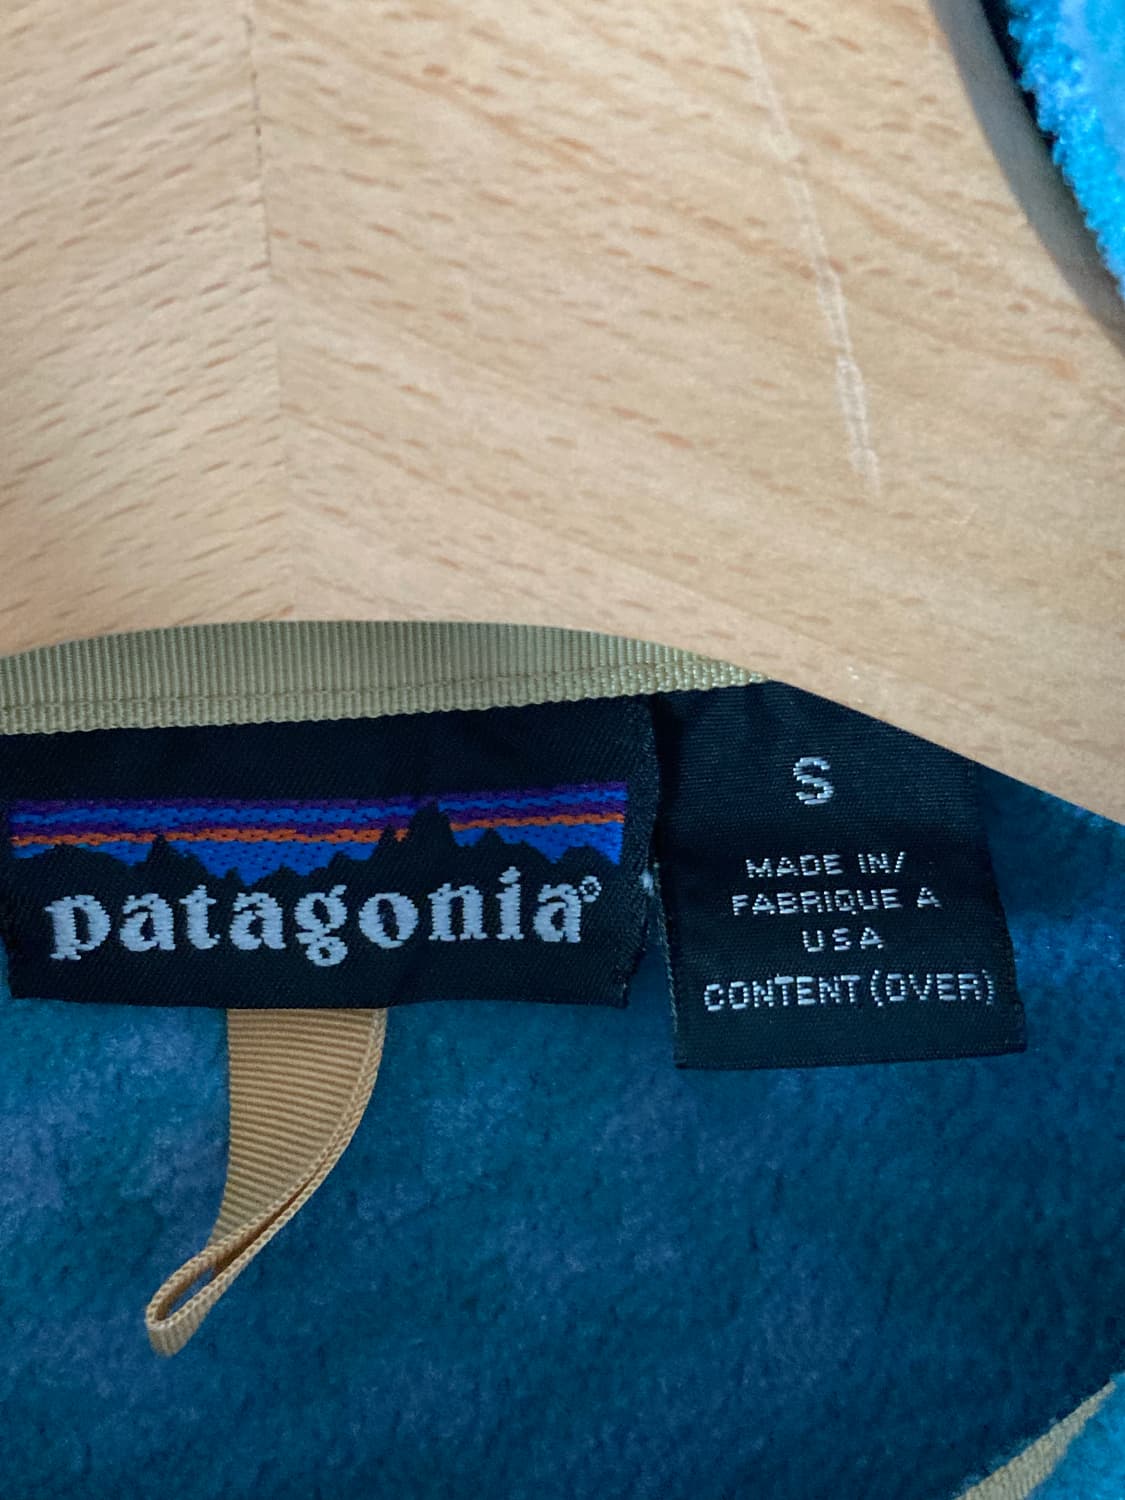 patagonia®
S
MADE IN/
FABRIQUE A
USA
CONTENT (OVER)